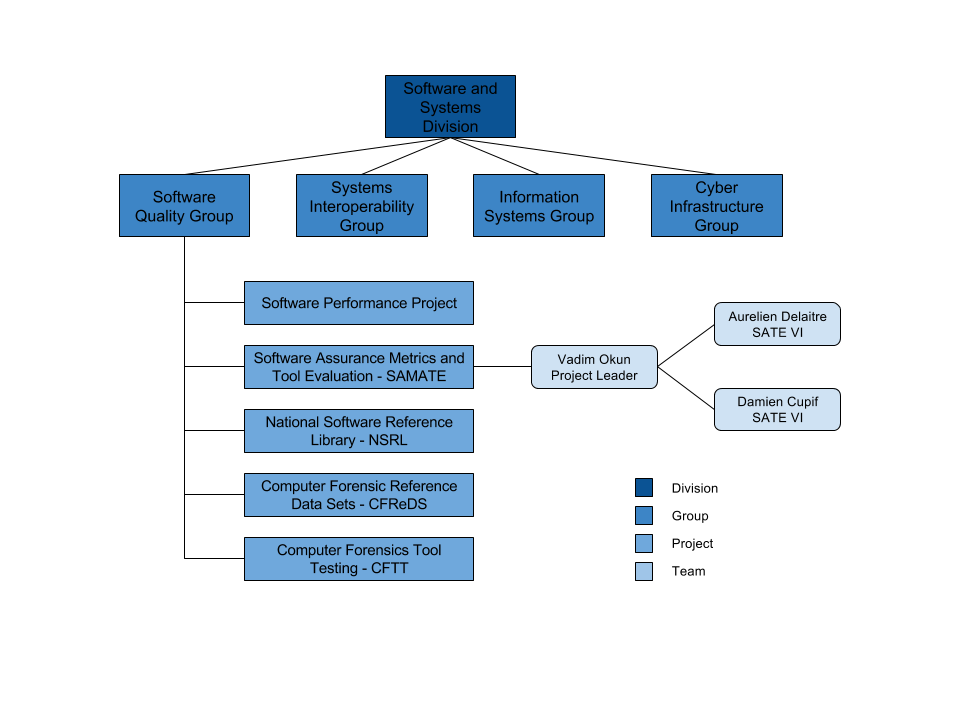 Software and
Systems
Division
Software
Quality Group
Systems
Interoperability
Group
Information
Systems Group
Cyber
Infrastructure
Group
Software Performance Project
Software Assurance Metrics and
Tool Evaluation - SAMATE
National Software Reference
Library - NSRL
Computer Forensic Reference
Data Sets - CFReDS
Computer Forensics Tool
Testing - CFTT
Vadim Okun
Project Leader
Aurelien Delaitre
SATE VI
Damien Cupif
SATE VI
Division
Group
Project
Team